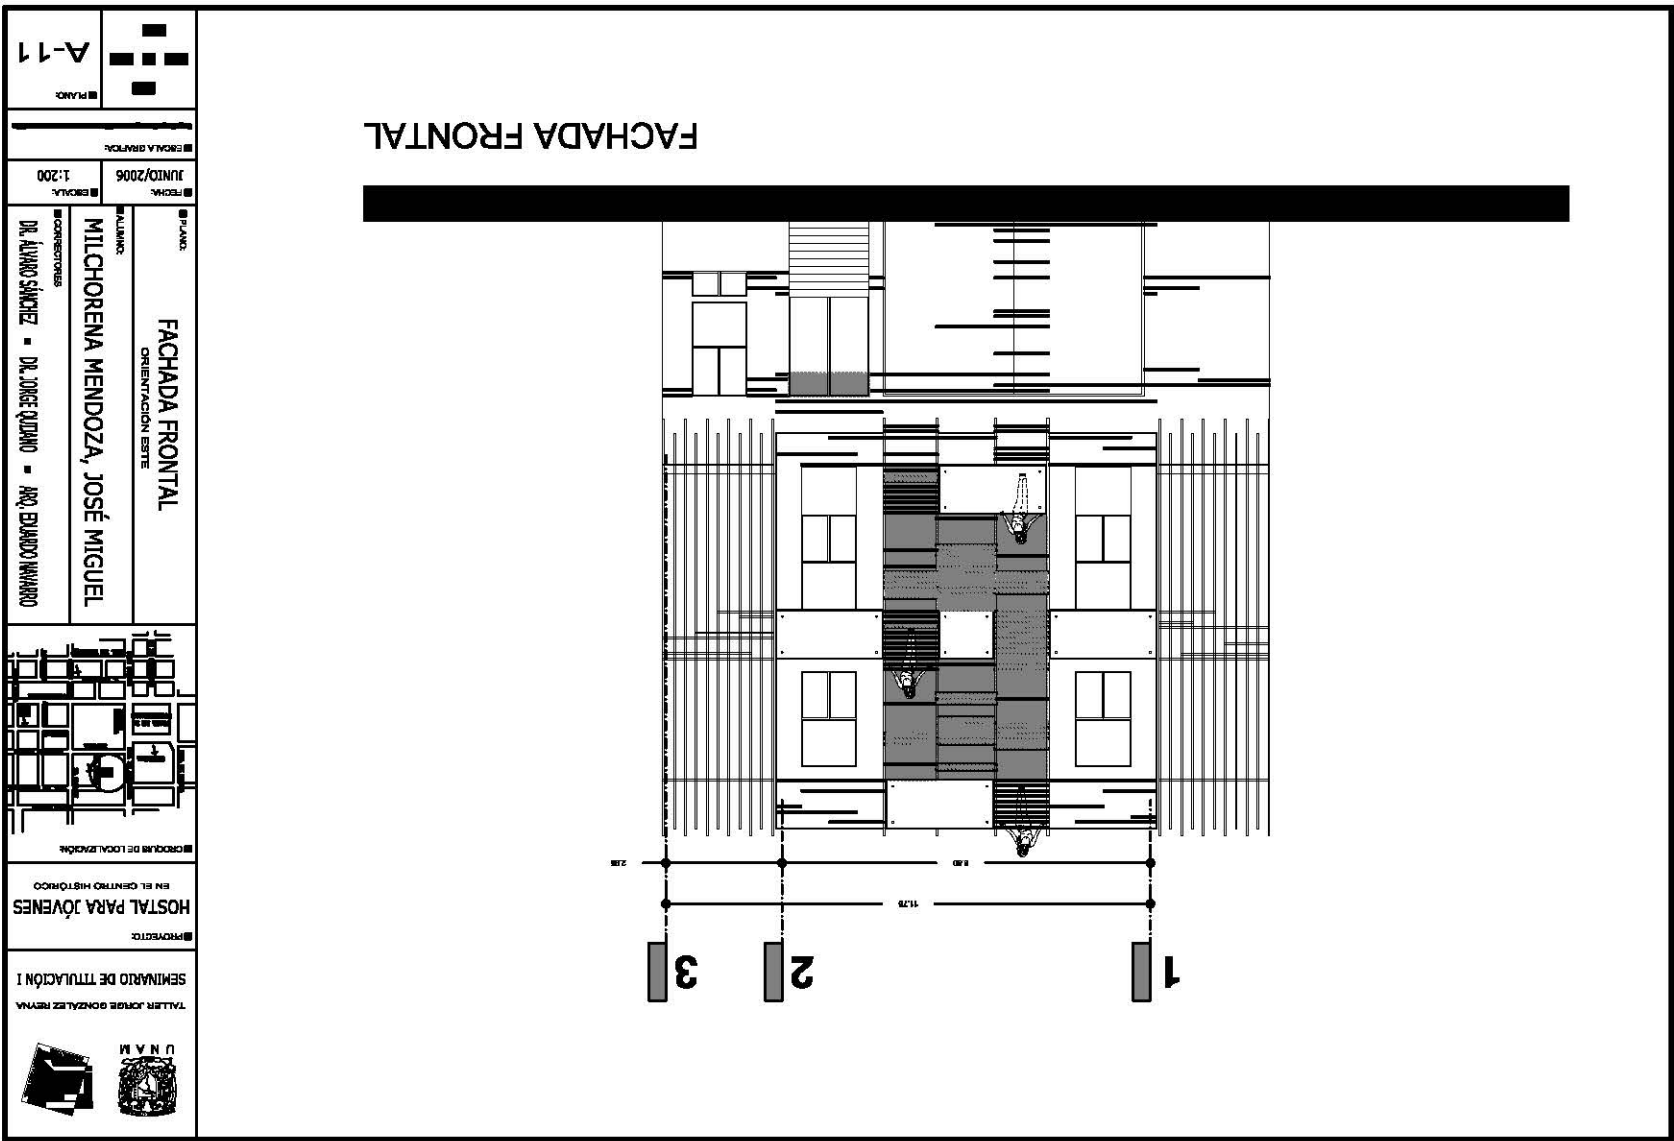 UNAM
TALLER JORGE GONZÁLEZ REYNA
SEMINARIO DE TITULACIÓN I
PROYECTO:
HOSTAL PARA JÓVENES
EN EL CENTRO HISTÓRICO
CROQUIS DE LOCALIZACIÓN:
PLANO:
FACHADA FRONTAL
ORIENTACIÓN ESTE
ALUMNO:
MILCHORENA MENDOZA, JOSÉ MIGUEL
CORRECTORES
DR. ÁLVARO SÁNCHEZ ▪ DR. JORGE QUIJANO ▪ ARQ. EDUARDO NAVARRO
FECHA:
JUNIO/2006
ESCALA:
1:200
ESCALA GRAFICA:
PLANO:
A-11
1
2
3
11.75
FACHADA FRONTAL